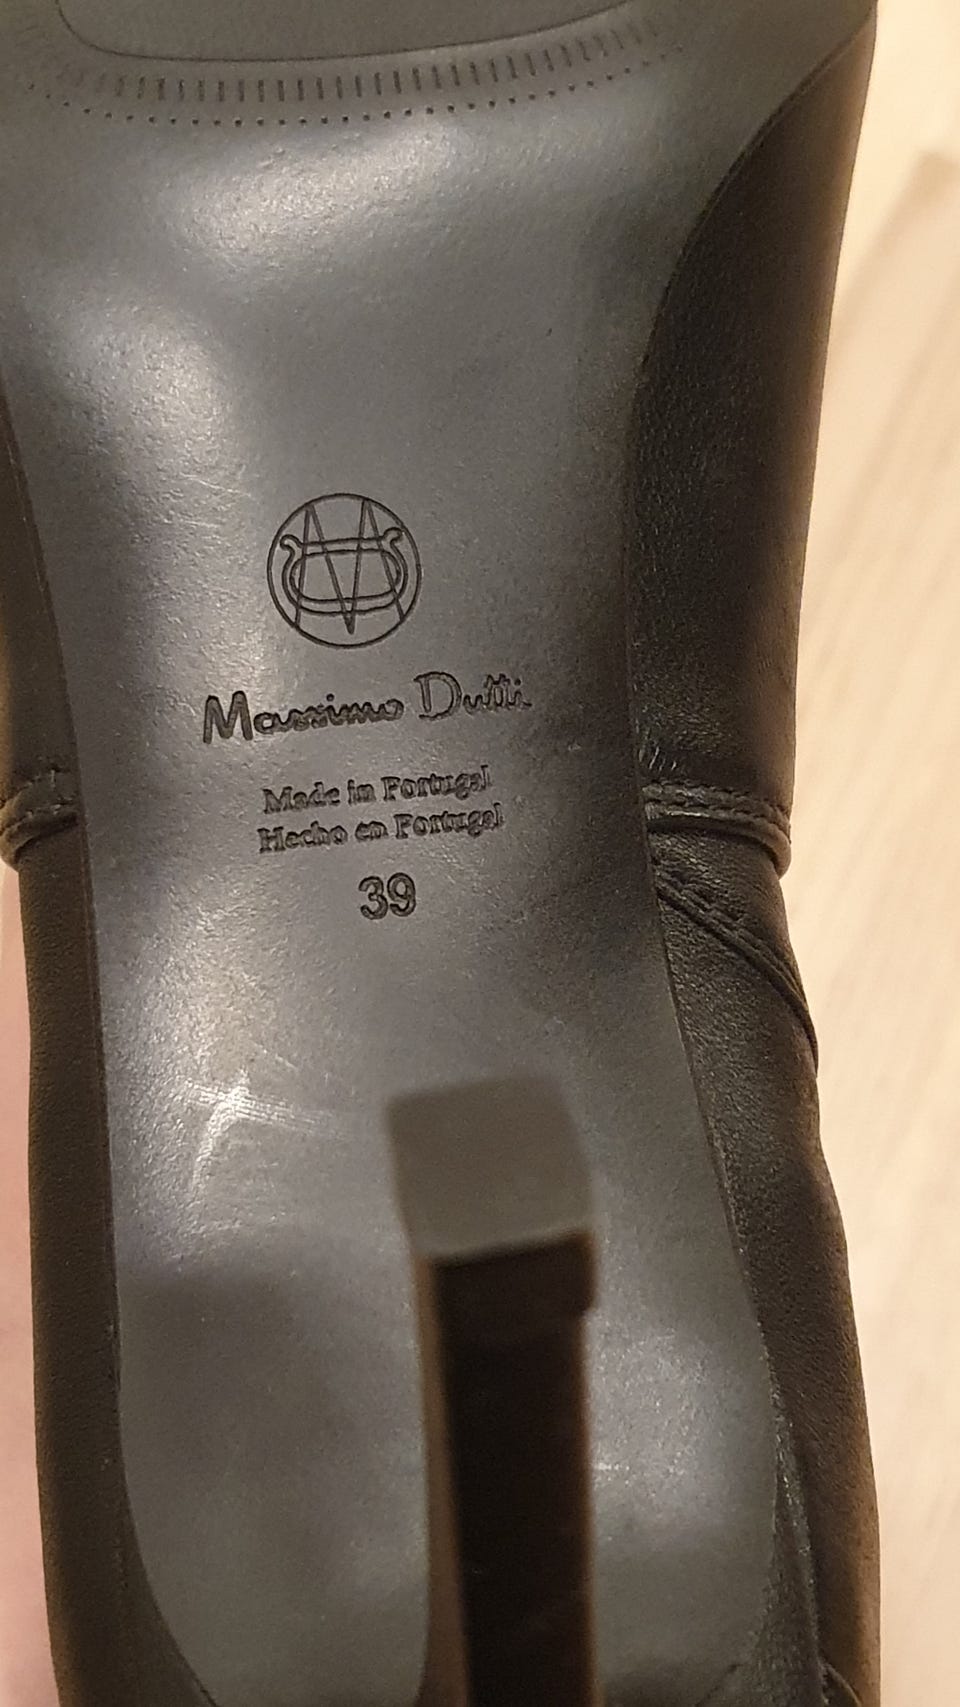 Massimo Dutti
Made in Portugal
Hecho en Portugal
39